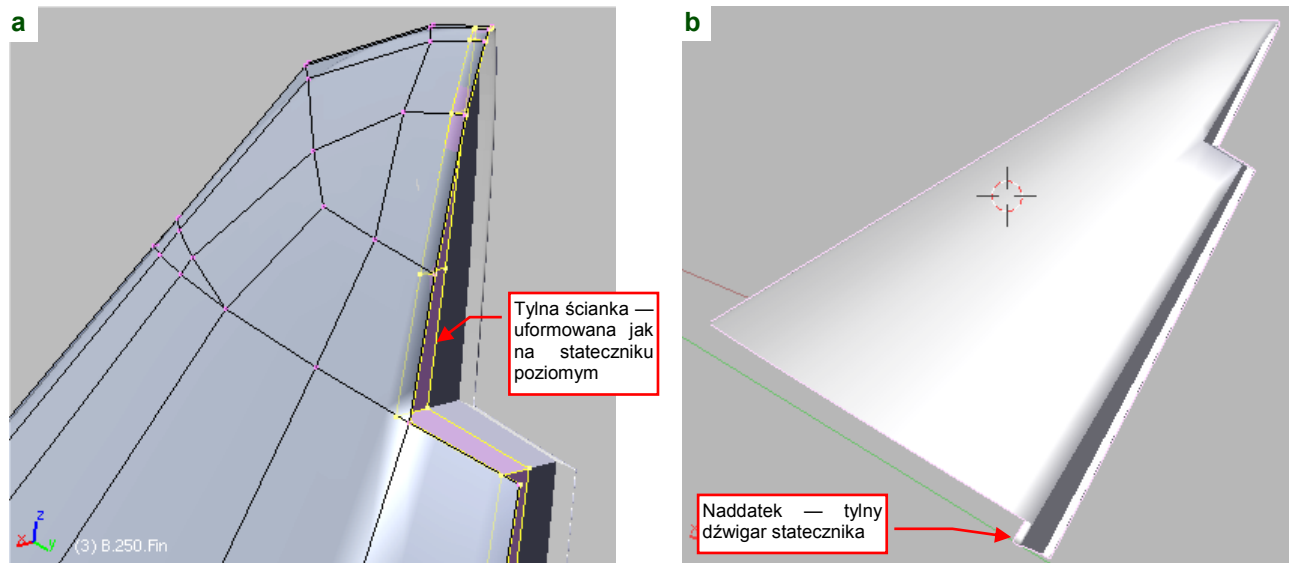 a
b
Tylna ścianka —
uformowana jak
na stateczniku
poziomym
Naddatek — tylny
dźwigar statecznika
z
x
y
(3) B.250.Fin